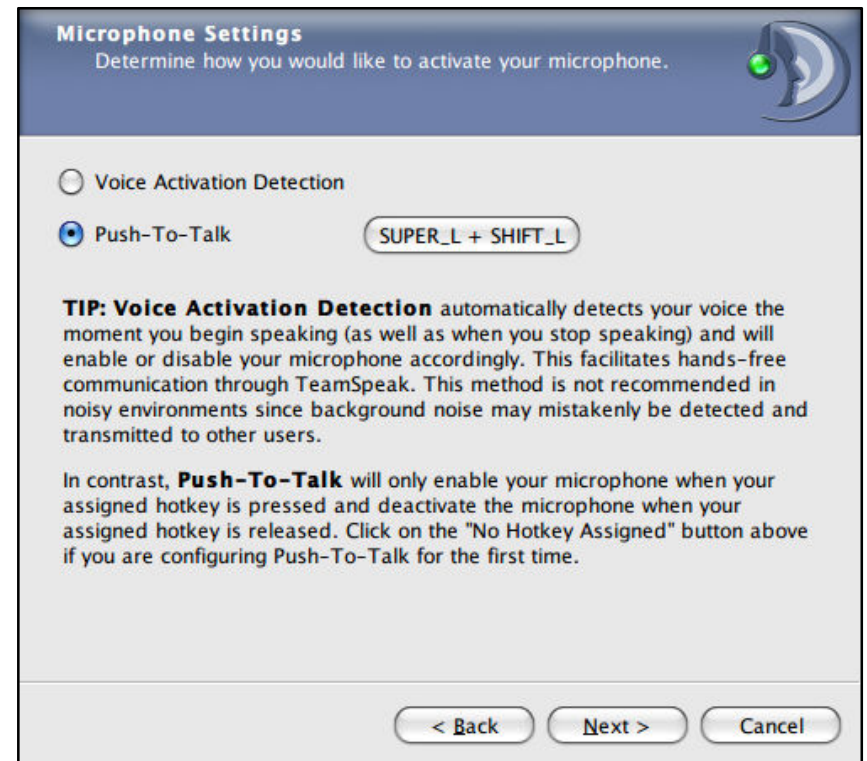 Microphone Settings
Determine how you would like to activate your microphone.
Voice Activation Detection
Push-To-Talk SUPER_L + SHIFT_L
TIP: Voice Activation Detection automatically detects your voice the
moment you begin speaking (as well as when you stop speaking) and will
enable or disable your microphone accordingly. This facilitates hands-free
communication through TeamSpeak. This method is not recommended in
noisy environments since background noise may mistakenly be detected and
transmitted to other users.
In contrast, Push-To-Talk will only enable your microphone when your
assigned hotkey is pressed and deactivate the microphone when your
assigned hotkey is released. Click on the "No Hotkey Assigned" button above
if you are configuring Push-To-Talk for the first time.
< Back Next > Cancel